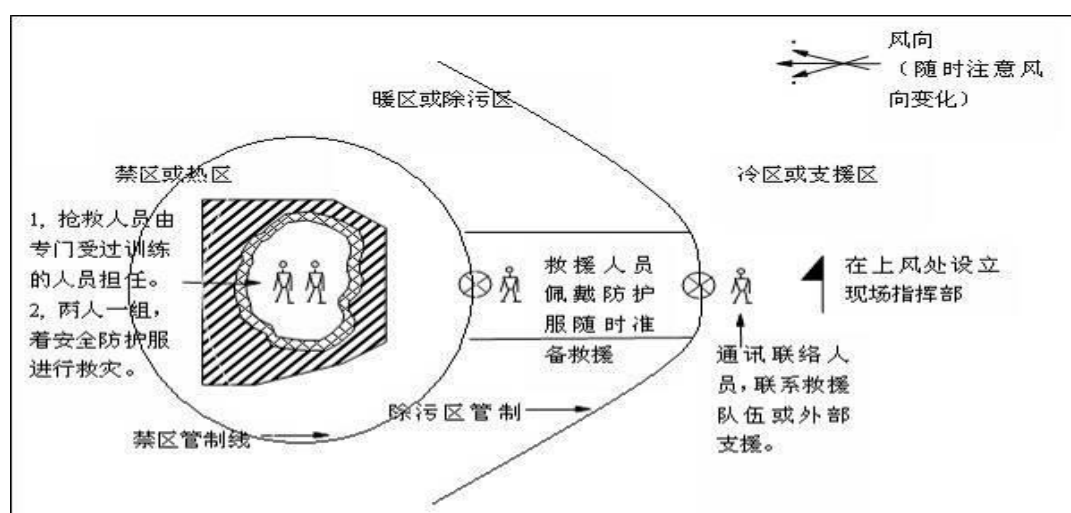 风向
（随时注意风
向变化）
暖区或除污区
禁区或热区
冷区或支援区
1, 抢救人员由
专门受过训练
的人员担任。
2, 两人一组，
着安全防护服
进行救灾。
救援人员
佩戴防护
服随时准
备救援
在上风处设立
现场指挥部
通讯联络人
员，联系救援
队伍或外部
支援。
除污区管制
禁区管制线